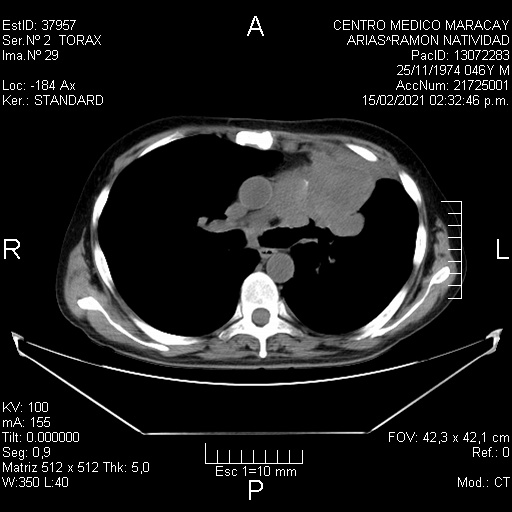 EstID: 37957
Ser.Nº 2 TORAX
Ima.Nº 29
Loc: -184 Ax
Ker.: STANDARD
A
CENTRO MEDICO MARACAY
ARIAS^RAMON NATIVIDAD
PacID: 13072283
25/11/1974 046Y M
AccNum: 21725001
15/02/2021 02:32:46 p.m.
R
L
KV: 100
mA: 155
Tilt: 0.000000
Seg: 0,9
Matriz 512 x 512 Thk: 5,0
W:350 L:40
Esc 1=10 mm
P
FOV: 42,3 x 42,1 cm
Ref.: 0
Mod.: CT